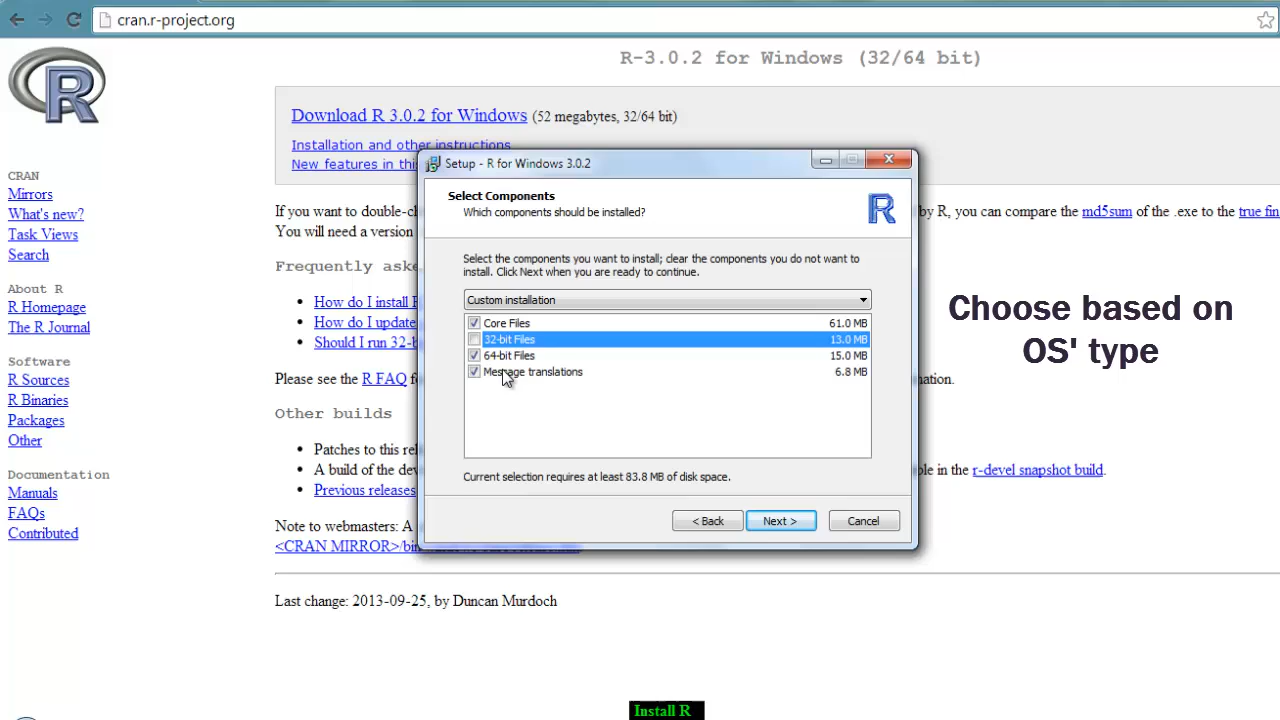 cran.r-project.org
R
R-3.0.2 for Windows (32/64 bit)
Download R 3.0.2 for Windows (52 megabytes, 32/64 bit)
Installation and other instructions
New features in this
CRAN
Mirrors
What's new?
Task Views
Search
About R
R Homepage
The R Journal
Software
R Sources
R Binaries
Packages
Other
Documentation
Manuals
FAQs
Contributed
If you want to double-ch
by R, you can compare the md5sum of the .exe to the true fin
You will need a version
Frequently aske
How do I install R
How do I update
Should I run 32-b
Please see the R FAQ fo
Other builds
Patches to this rel
A build of the dev
le in the r-devel snapshot build.
Previous releases
Note to webmasters: A
<CRAN MIRROR>/bin
Last change: 2013-09-25, by Duncan Murdoch
Setup - R for Windows 3.0.2
Select Components
Which components should be installed?
R
Select the components you want to install; clear the components you do not want to
install. Click Next when you are ready to continue.
Custom installation
Core Files 61.0 MB
32-bit Files 13.0 MB
64-bit Files 15.0 MB
Message translations 6.8 MB
Current selection requires at least 83.8 MB of disk space.
< Back Next > Cancel
Choose based on
OS' type
Install R